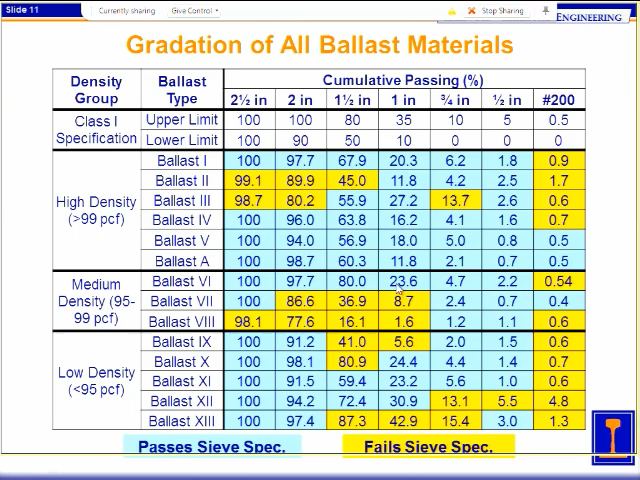 Slide 11
Currently sharing
Give Control
Stop Sharing
ENGINEERING
Gradation of All Ballast Materials
Density Group Ballast Type Cumulative Passing (%)
2½ in 2 in 1½ in 1 in ¾ in ½ in #200
Class I Specification Upper Limit 100 100 80 35 10 5 0.5
Lower Limit 100 90 50 10 0 0 0
High Density (>99 pcf) Ballast I 100 97.7 67.9 20.3 6.2 1.8 0.9
Ballast II 99.1 89.9 45.0 11.8 4.2 2.5 1.7
Ballast III 98.7 80.2 55.9 27.2 13.7 2.6 0.6
Ballast IV 100 96.0 63.8 16.2 4.1 1.6 0.7
Ballast V 100 94.0 56.9 18.0 5.0 0.8 0.5
Ballast A 100 98.7 60.3 11.8 2.1 0.7 0.5
Medium Density (95-99 pcf) Ballast VI 100 97.7 80.0 23.6 4.7 2.2 0.54
Ballast VII 100 86.6 36.9 8.7 2.4 0.7 0.4
Ballast VIII 98.1 77.6 16.1 1.6 1.2 1.1 0.6
Low Density (<95 pcf) Ballast IX 100 91.2 41.0 5.6 2.0 1.5 0.6
Ballast X 100 98.1 80.9 24.4 4.4 1.4 0.7
Ballast XI 100 91.5 59.4 23.2 5.6 1.0 0.6
Ballast XII 100 94.2 72.4 30.9 13.1 5.5 4.8
Ballast XIII 100 97.4 87.3 42.9 15.4 3.0 1.3
Passes Sieve Spec. Fails Sieve Spec.